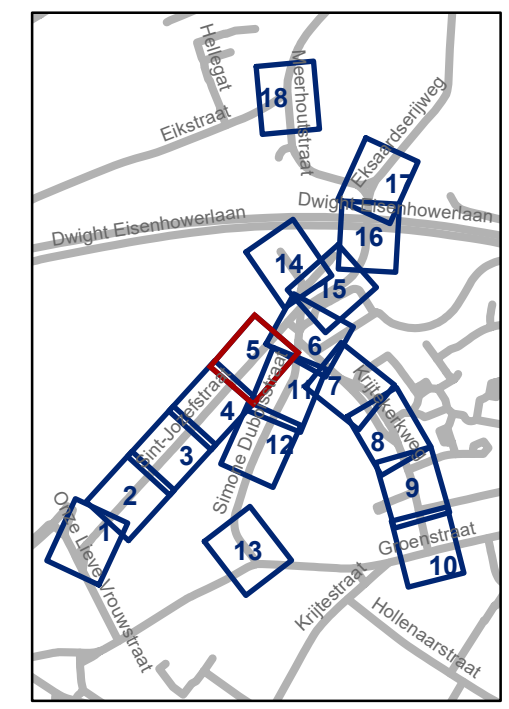 Hellegat
Meerhoutstraat
18
Eikstraat
Eksaardserijweg
17
Dwight Eisenhowerlaan
Dwight Eisenhowerlaan
16
14
15
5
6
11
7
Krijtekerkweg
Sint-Jozefstraat
4
Simone Duboisstraat
12
8
3
9
2
Onze Lieve Vrouwstraat
1
13
Groenstraat
10
Krijtestraat
Hollenaarstraat